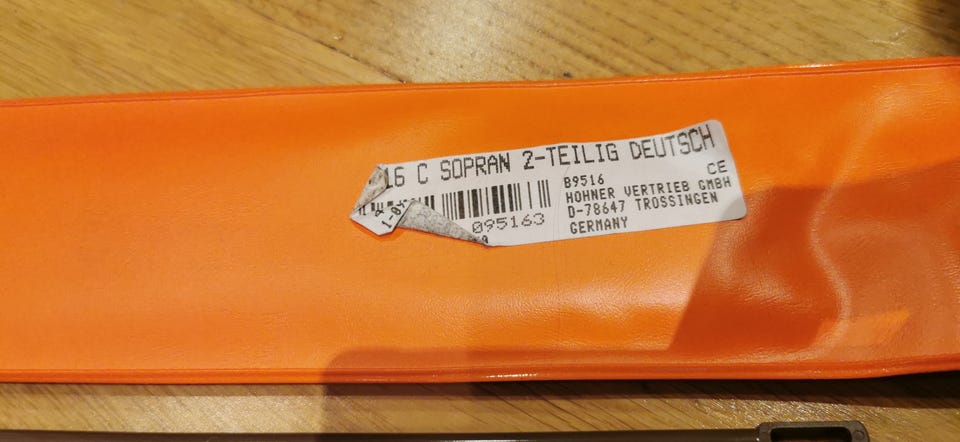 16 C SOPRAN 2-TEILIG DEUTSCH
CE
B9516
HOHNER VERTRIEB GMBH
D-78647 TROSSINGEN
GERMANY
095163